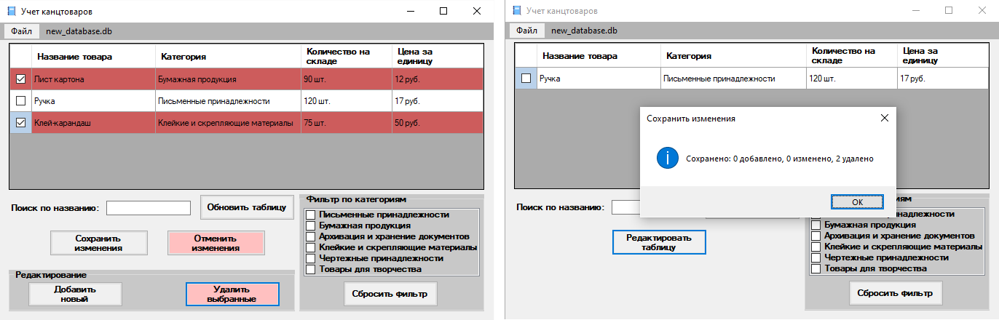 Учет канцтоваров
Файл new_database.db
Название товара Категория Количество на складе Цена за единицу
Лист картона Бумажная продукция 90 шт. 12 руб.
Ручка Письменные принадлежности 120 шт. 17 руб.
Клей-карандаш Клейкие и скрепляющие материалы 75 шт. 50 руб.
Поиск по названию: Обновить таблицу
Сохранить изменения
Отменить изменения
Редактирование
Добавить новый
Удалить выбранные
Фильтр по категориям
Письменные принадлежности
Бумажная продукция
Архивация и хранение документов
Клейкие и скрепляющие материалы
Чертежные принадлежности
Товары для творчества
Сбросить фильтр
Учет канцтоваров
Файл new_database.db
Название товара Категория Количество на складе Цена за единицу
Ручка Письменные принадлежности 120 шт. 17 руб.
Сохранить изменения
Сохранено: 0 добавлено, 0 изменено, 2 удалено
OK
Поиск по названию:
Редактировать таблицу
Бумажная продукция
Архивация и хранение документов
Клейкие и скрепляющие материалы
Чертежные принадлежности
Товары для творчества
Сбросить фильтр